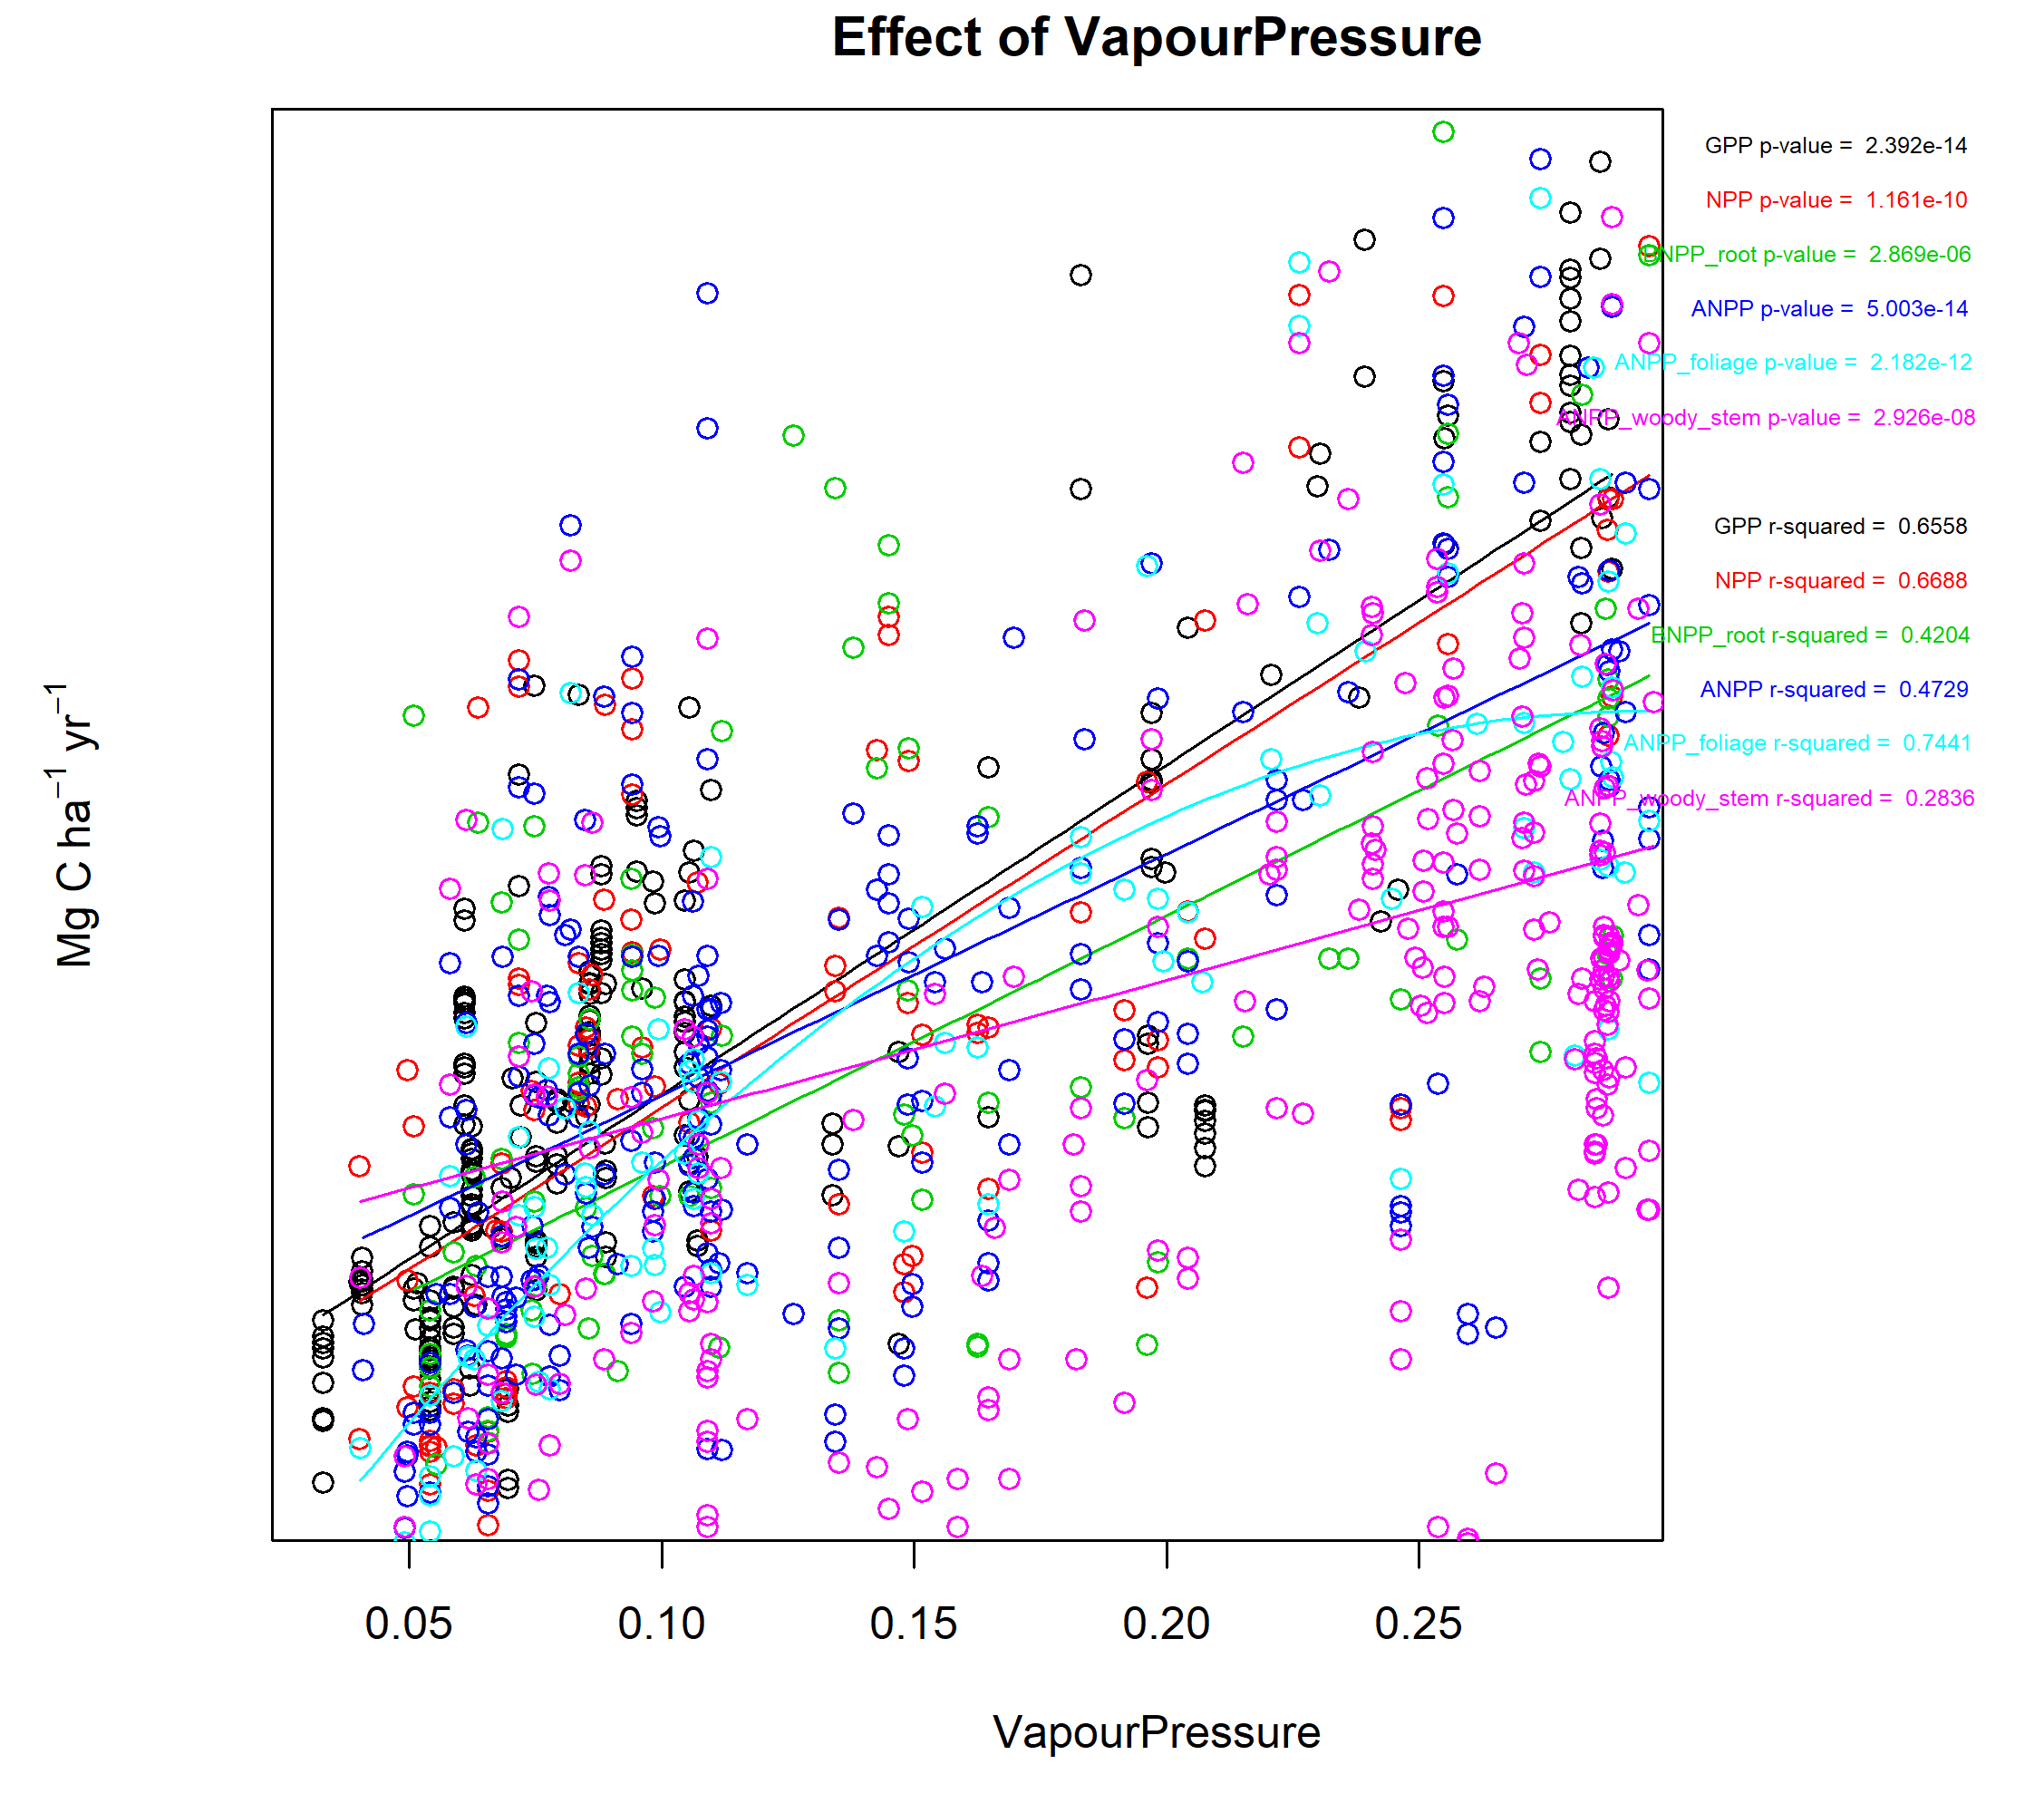 Effect of VapourPressure
GPP p-value = 2.392e-14
NPP p-value = 1.161e-10
BNPP_root p-value = 2.869e-06
ANPP p-value = 5.003e-14
ANPP_foliage p-value = 2.182e-12
ANPP_woody_stem p-value = 2.926e-08
GPP r-squared = 0.6558
NPP r-squared = 0.6688
BNPP_root r-squared = 0.4204
ANPP r-squared = 0.4729
ANPP_foliage r-squared = 0.7441
ANPP_woody_stem r-squared = 0.2836
Mg C ha⁻¹ yr⁻¹
0.05 0.10 0.15 0.20 0.25
VapourPressure